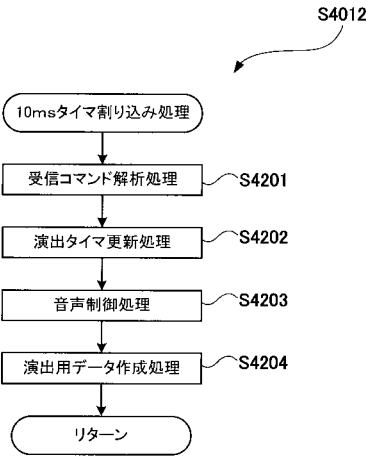 S4012
10msタイマ割り込み処理
受信コマンド解析処理 S4201
演出タイマ更新処理 S4202
音声制御処理 S4203
演出用データ作成処理 S4204
リターン